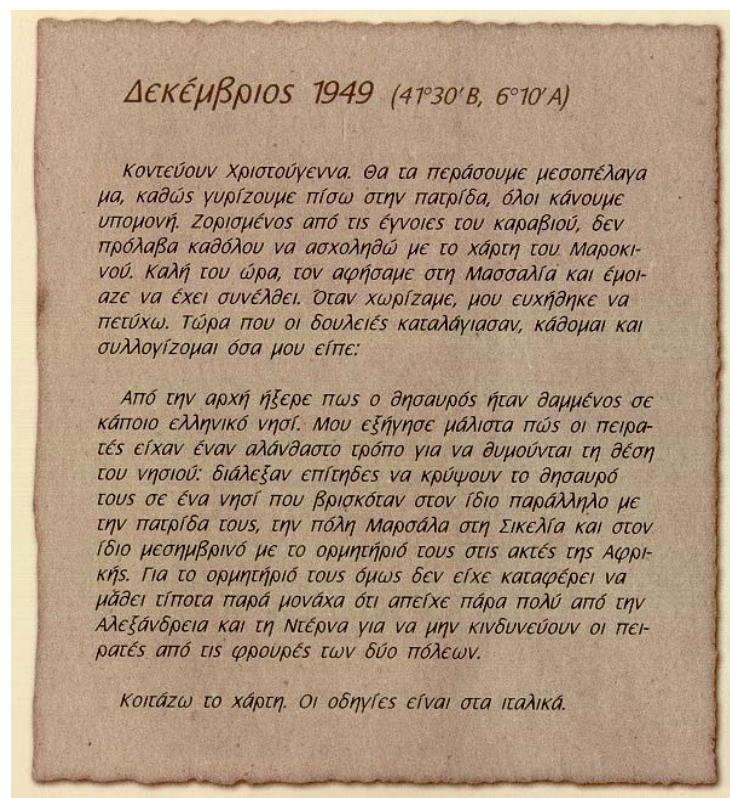 Δεκέμβριος 1949 (41°30′Β, 6°10′Α)
Κοντεύουν Χριστούγεννα. Θα τα περάσουμε μεσοπέλαγα
μα, καθώς γυρίζουμε πίσω στην πατρίδα, όλοι κάνουμε
υπομονή. Ζορισμένος από τις έγνοιες του καραβιού, δεν
πρόλαβα καθόλου να ασχοληθώ με το χάρτη του Μαροκι-
νού. Καλή του ώρα, τον αφήσαμε στη Μασσαλία και έμοι-
αζε να έχει συνέλθει. Όταν χωρίζαμε, μου ευχήθηκε να
πετύχω. Τώρα που οι δουλειές καταλάγιασαν, κάθομαι και
συλλογίζομαι όσα μου είπε:
Από την αρχή ήξερε πως ο θησαυρός ήταν θαμμένος σε
κάποιο ελληνικό νησί. Μου εξήγησε μάλιστα πώς οι πειρα-
τές είχαν έναν αλάνθαστο τρόπο για να θυμούνται τη θέση
του νησιού: διάλεξαν επίτηδες να κρύψουν το θησαυρό
τους σε ένα νησί που βρισκόταν στον ίδιο παράλληλο με
την πατρίδα τους, την πόλη Μαρσάλα στη Σικελία και στον
ίδιο μεσημβρινό με το ορμητήριό τους στις ακτές της Αφρι-
κής. Για το ορμητήριό τους όμως δεν είχε καταφέρει να
μάθει τίποτα παρά μονάχα ότι απείχε πάρα πολύ από την
Αλεξάνδρεια και τη Ντέρνα για να μην κινδυνεύουν οι πει-
ρατές από τις φρουρές των δύο πόλεων.
Κοιτάζω το χάρτη. Οι οδηγίες είναι στα ιταλικά.